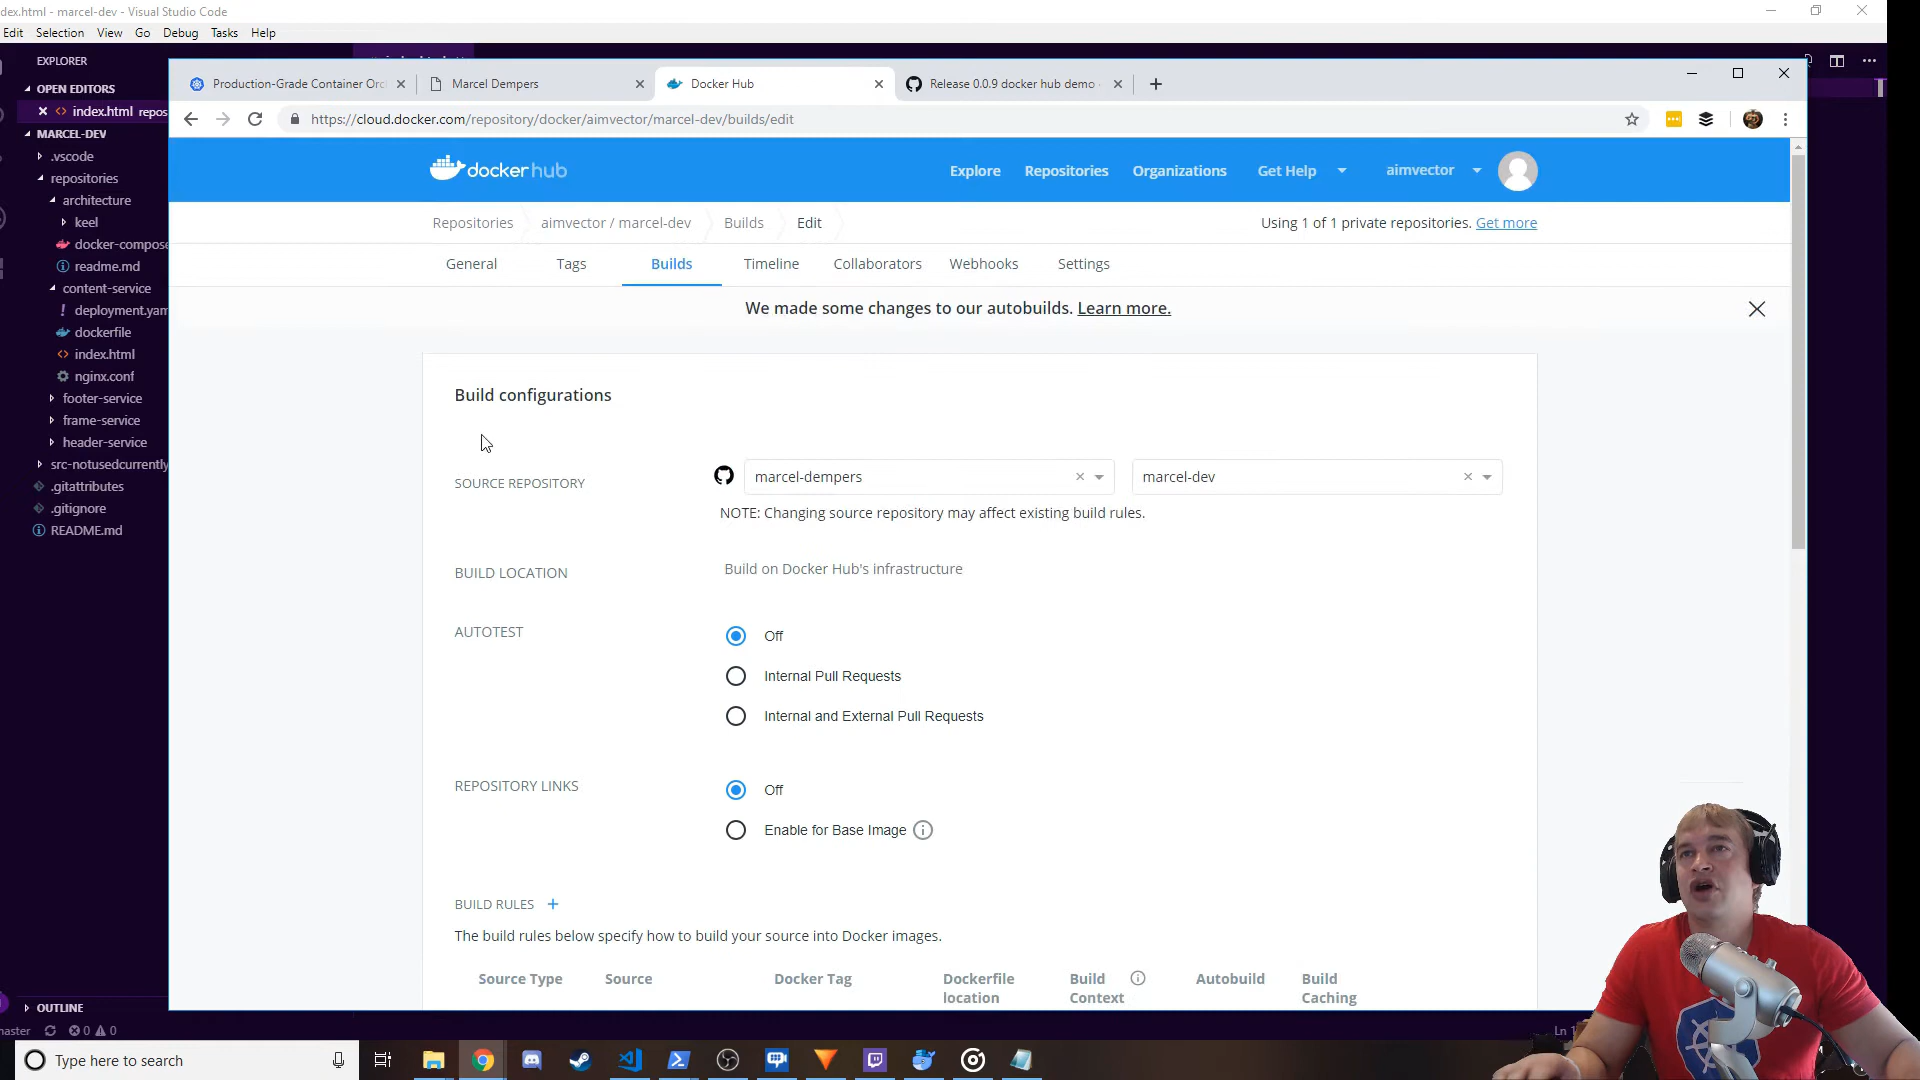 dex.html - marcel-dev - Visual Studio Code
Edit Selection View Go Debug Tasks Help
EXPLORER
OPEN EDITORS
index.html repos
MARCEL-DEV
.vscode
repositories
architecture
keel
docker-compose
readme.md
content-service
deployment.yam
dockerfile
index.html
nginx.conf
footer-service
frame-service
header-service
src-notusedcurrently
.gitattributes
.gitignore
README.md
OUTLINE
master 0 0
Production-Grade Container Orc
Marcel Dempers
Docker Hub
Release 0.0.9 docker hub demo
https://cloud.docker.com/repository/docker/aimvector/marcel-dev/builds/edit
docker hub
Explore Repositories Organizations Get Help aimvector
Repositories aimvector / marcel-dev Builds Edit
Using 1 of 1 private repositories. Get more
General Tags Builds Timeline Collaborators Webhooks Settings
We made some changes to our autobuilds. Learn more.
Build configurations
SOURCE REPOSITORY
marcel-dempers × marcel-dev ×
NOTE: Changing source repository may affect existing build rules.
BUILD LOCATION
Build on Docker Hub's infrastructure
AUTOTEST
Off
Internal Pull Requests
Internal and External Pull Requests
REPOSITORY LINKS
Off
Enable for Base Image
BUILD RULES +
The build rules below specify how to build your source into Docker images.
Source Type Source Docker Tag Dockerfile location Build Context Autobuild Build Caching
Type here to search